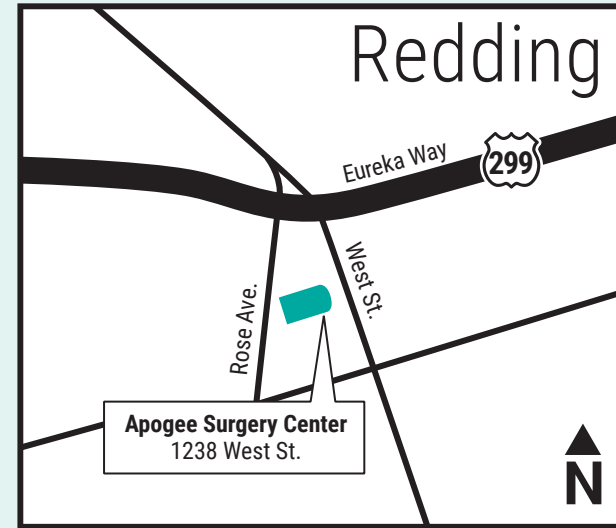 Redding
Eureka Way
299
West St.
Rose Ave.
Apogee Surgery Center
1238 West St.
N